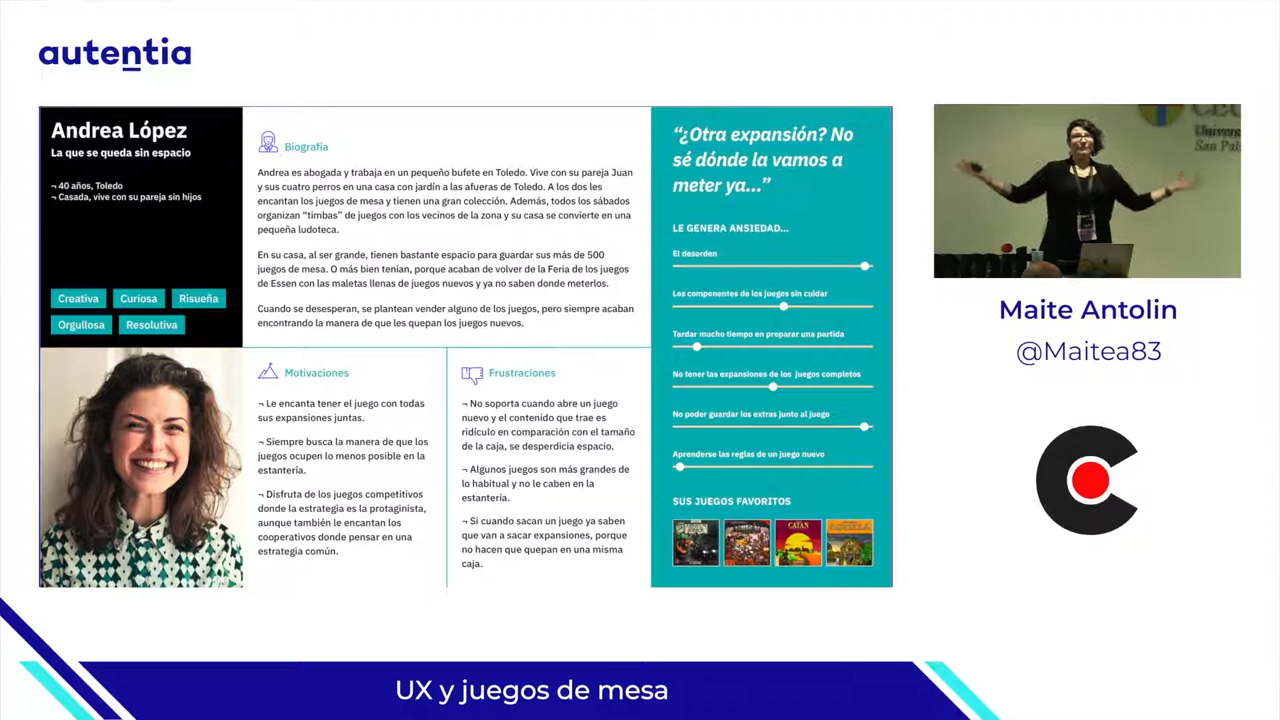 autentia
Andrea López
La que se queda sin espacio
¬ 40 años, Toledo
¬ Casada, vive con su pareja sin hijos
Creativa
Curiosa
Risueña
Orgullosa
Resolutiva
Biografía
Andrea es abogada y trabaja en un pequeño bufete en Toledo. Vive con su pareja Juan
y sus cuatro perros en una casa con jardín a las afueras de Toledo. A los dos les
encantan los juegos de mesa y tienen una gran colección. Además, todos los sábados
organizan “timbas” de juegos con los vecinos de la zona y su casa se convierte en una
pequeña ludoteca.
En su casa, al ser grande, tienen bastante espacio para guardar sus más de 500
juegos de mesa. O más bien tenían, porque acaban de volver de la Feria de los juegos
de Essen con las maletas llenas de juegos nuevos y ya no saben donde meterlos.
Cuando se desesperan, se plantean vender alguno de los juegos, pero siempre acaban
encontrando la manera de que les quepan los juegos nuevos.
Motivaciones
¬ Le encanta tener el juego con todas
sus expansiones juntas.
¬ Siempre busca la manera de que los
juegos ocupen lo menos posible en la
estantería.
¬ Disfruta de los juegos competitivos
donde la estrategia es la protagnista,
aunque también le encantan los
cooperativos donde pensar en una
estrategia común.
Frustraciones
¬ No soporta cuando abre un juego
nuevo y el contenido que trae es
ridículo en comparación con el tamaño
de la caja, se desperdicia espacio.
¬ Algunos juegos son más grandes de
lo habitual y no le caben en la
estantería.
¬ Si cuando sacan un juego ya saben
que van a sacar expansiones, porque
no hacen que quepan en una misma
caja.
“¿Otra expansión? No
sé dónde la vamos a
meter ya...”
LE GENERA ANSIEDAD...
El desorden
Los componentes de los juegos sin cuidar
Tardar mucho tiempo en preparar una partida
No tener las expansiones de los juegos completos
No poder guardar los extras junto al juego
Aprenderse las reglas de un juego nuevo
SUS JUEGOS FAVORITOS
CATAN
Maite Antolin
@Maitea83
UX y juegos de mesa